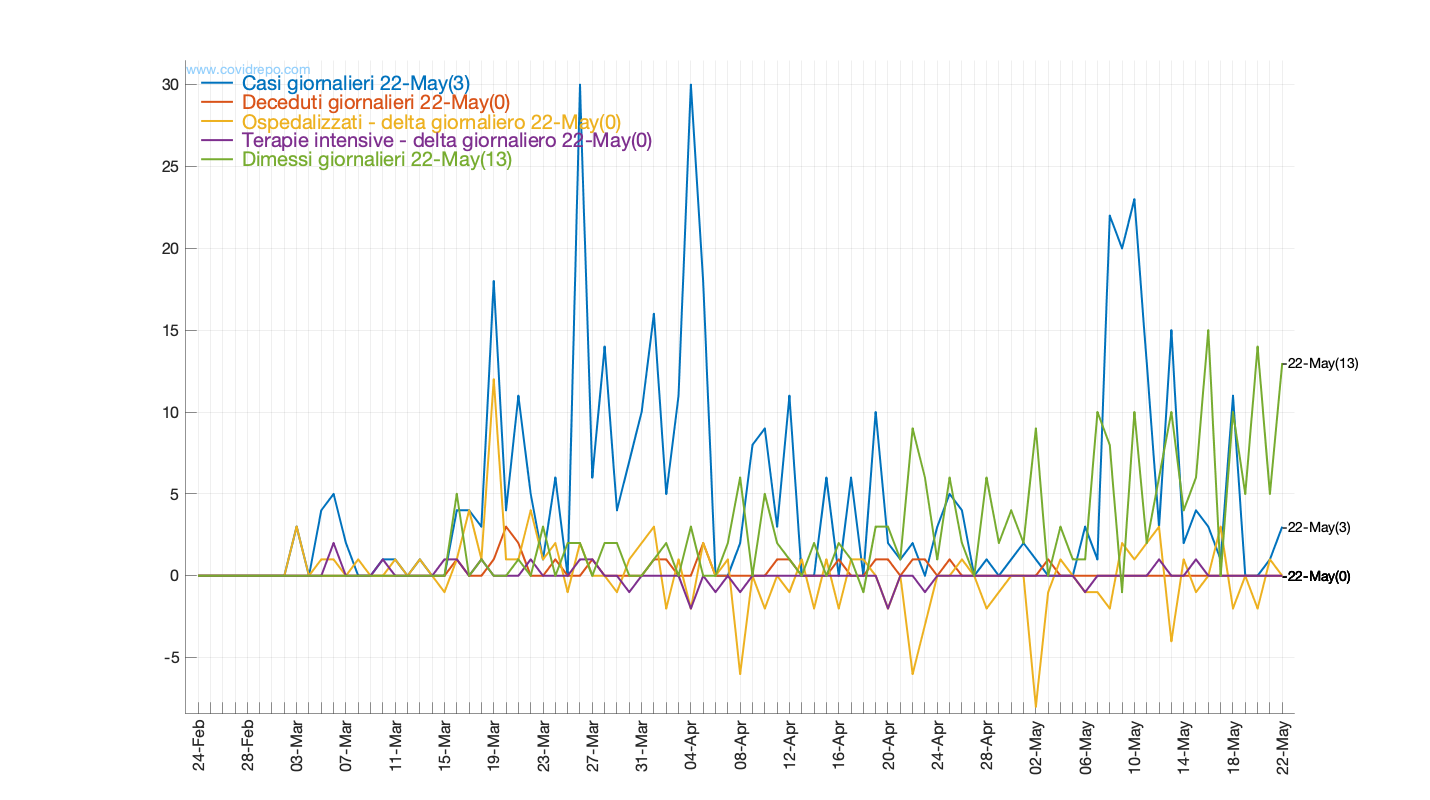 www.covidrepo.com
Casi giornalieri 22-May(3)
Deceduti giornalieri 22-May(0)
Ospedalizzati - delta giornaliero 22-May(0)
Terapie intensive - delta giornaliero 22-May(0)
Dimessi giornalieri 22-May(13)
30
25
20
15
10
5
0
-5
22-May(13)
22-May(3)
22-May(0)
24-Feb
28-Feb
03-Mar
07-Mar
11-Mar
15-Mar
19-Mar
23-Mar
27-Mar
31-Mar
04-Apr
08-Apr
12-Apr
16-Apr
20-Apr
24-Apr
28-Apr
02-May
06-May
10-May
14-May
18-May
22-May